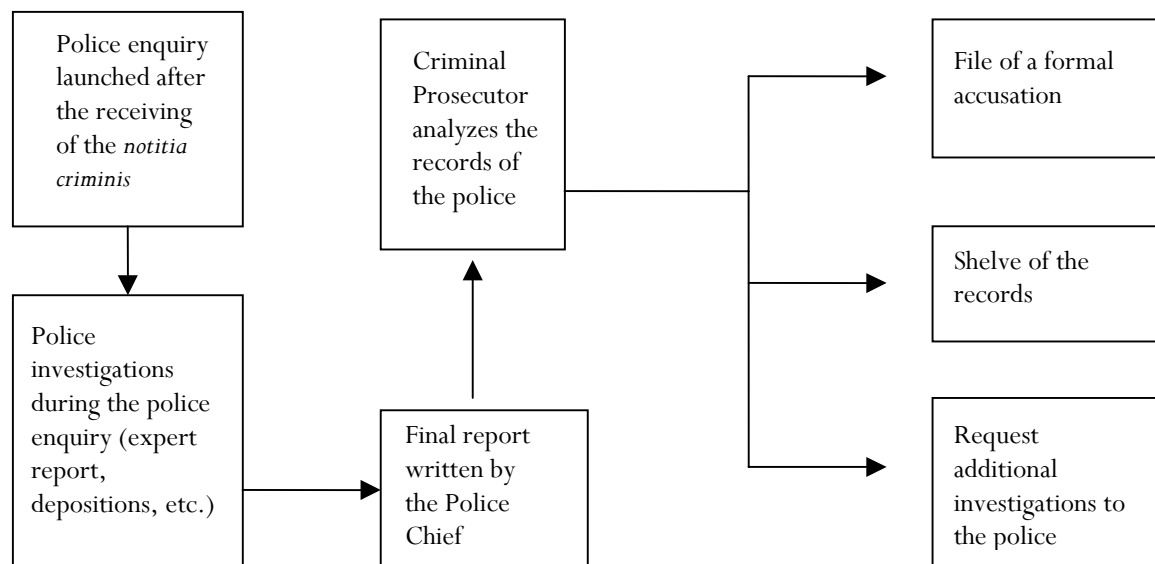 Police enquiry
launched after
the receiving
of the notitia
criminis
Police
investigations
during the police
enquiry (expert
report,
depositions, etc.)
Final report
written by
the Police
Chief
Criminal
Prosecutor
analyzes the
records of
the police
File of a formal
accusation
Shelve of the
records
Request
additional
investigations to
the police